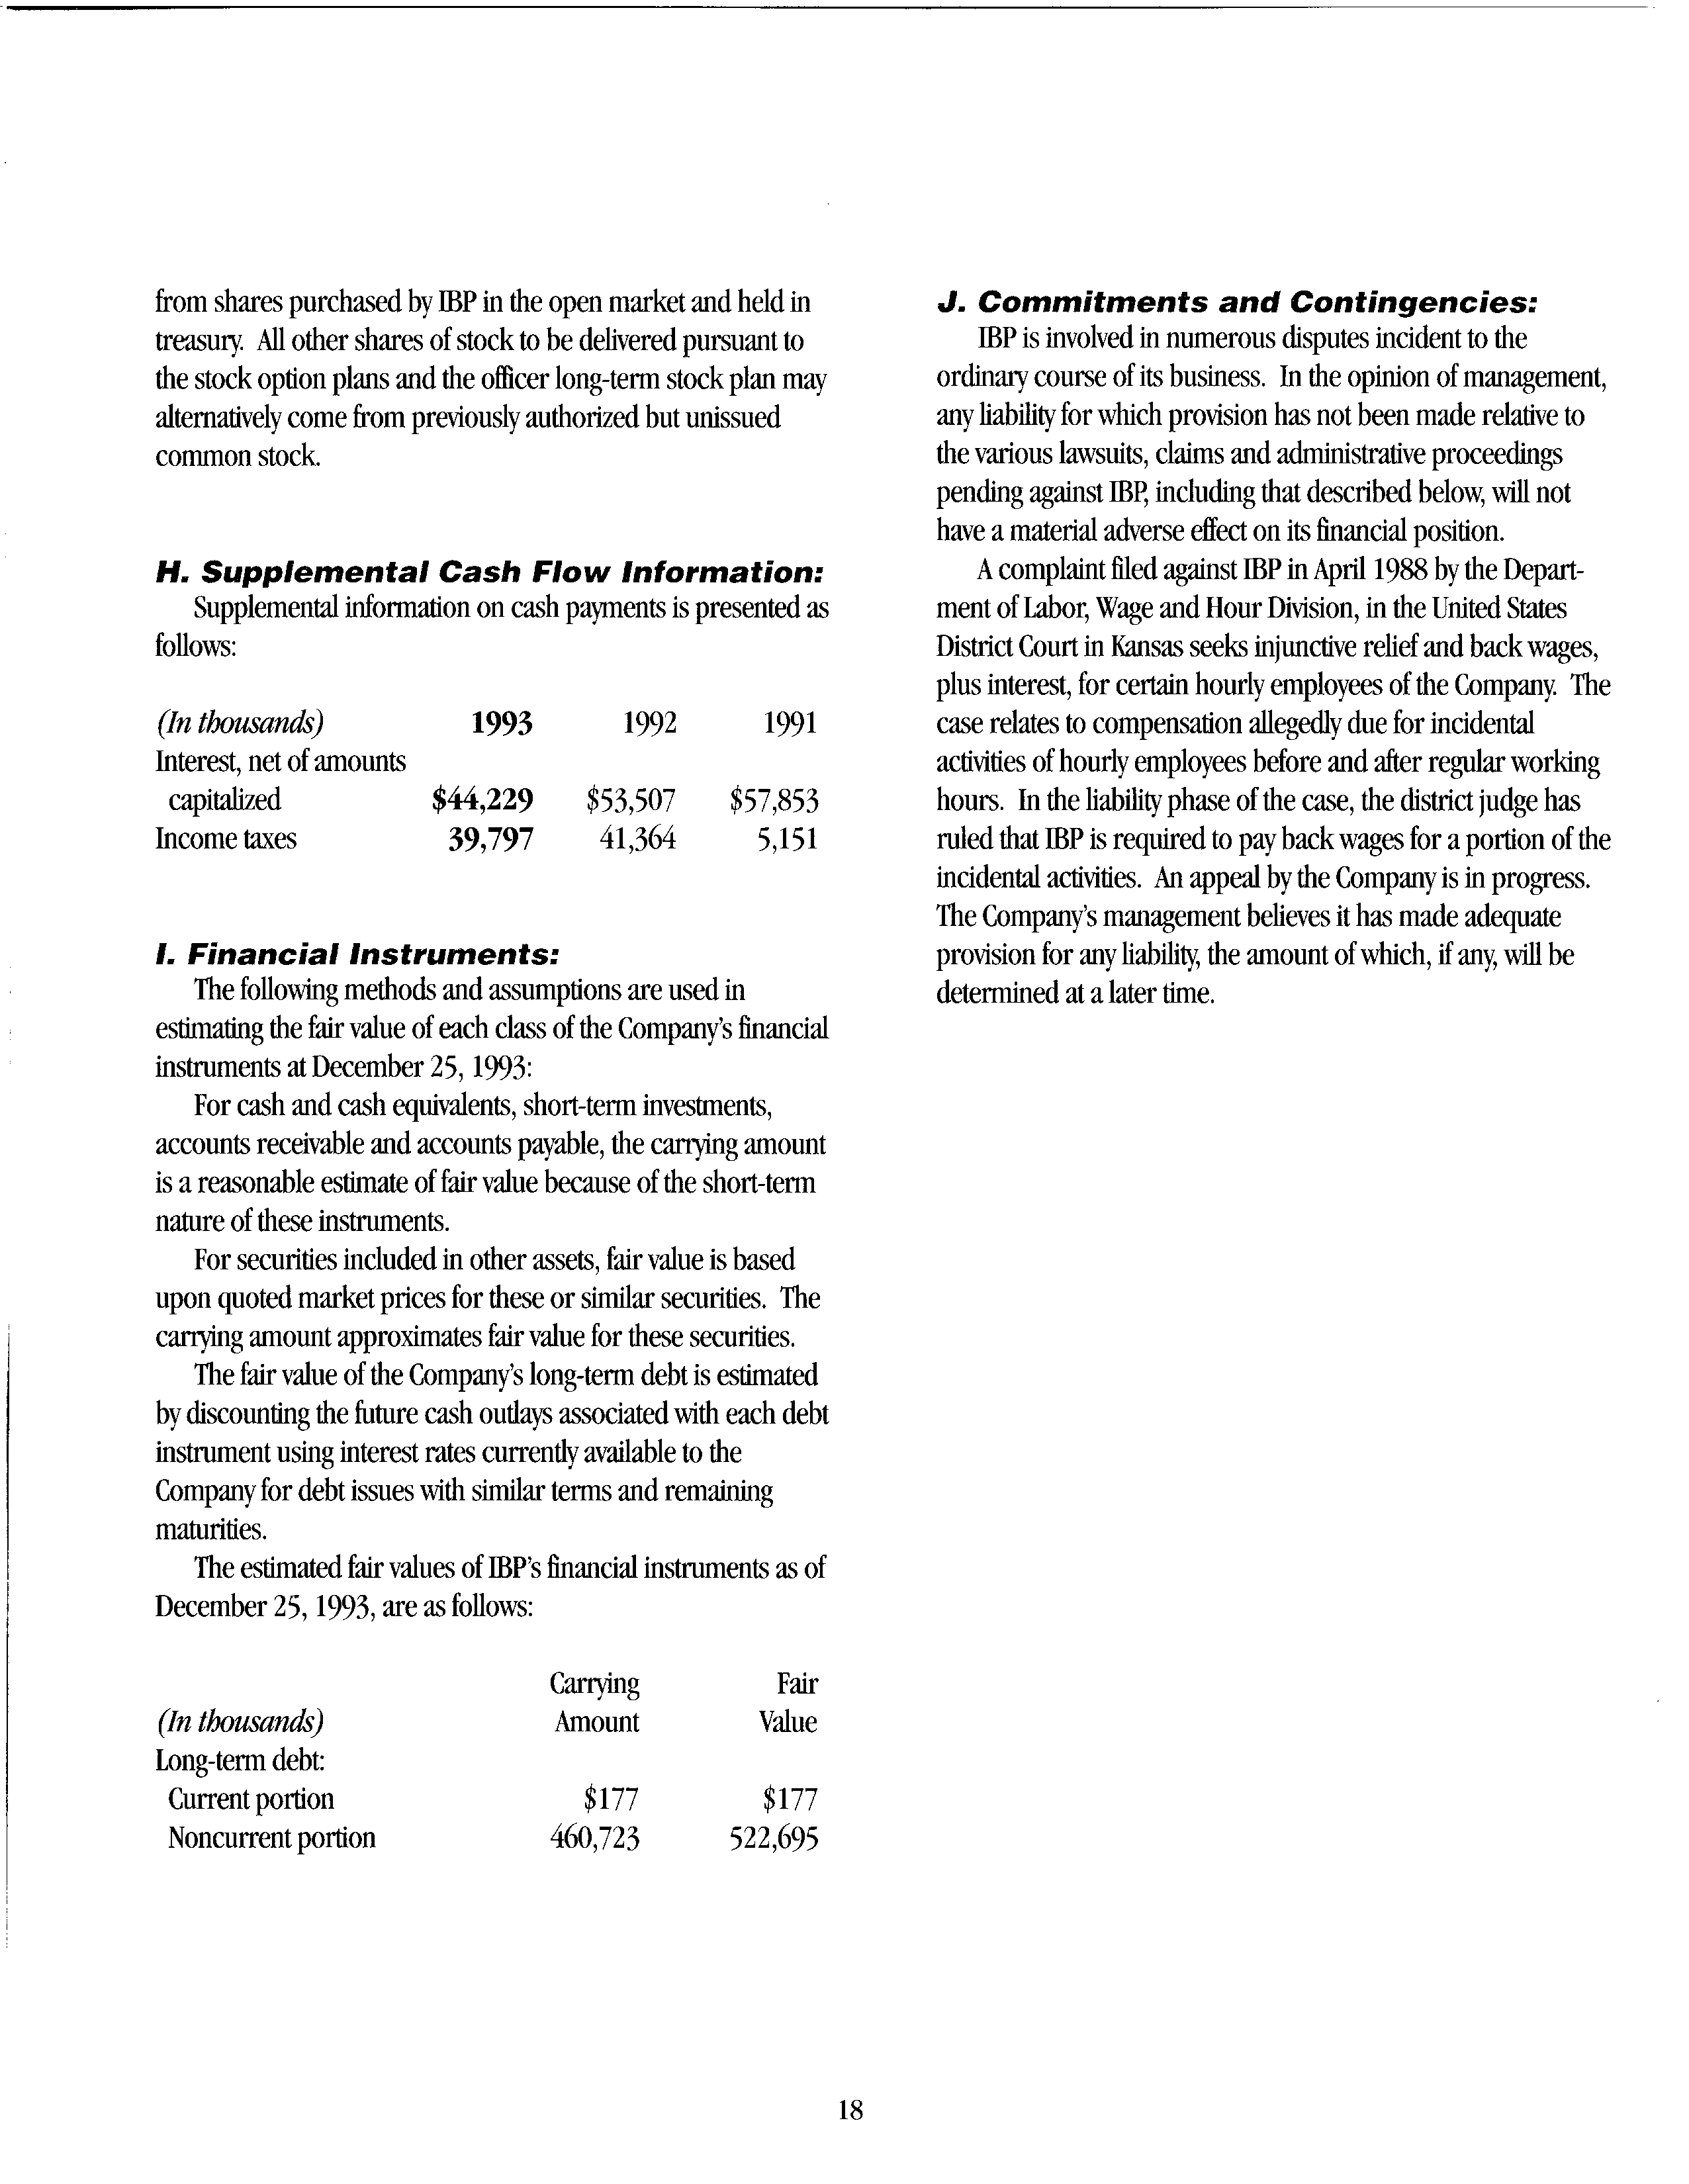 from shares purchased by IBP in the open market and held in
treasury. All other shares of stock to be delivered pursuant to
the stock option plans and the officer long-term stock plan may
alternatively come from previously authorized but unissued
common stock.
H. Supplemental Cash Flow Information:
Supplemental information on cash payments is presented as
follows:
(In thousands) 1993 1992 1991
Interest, net of amounts
capitalized $44,229 $53,507 $57,853
Income taxes 39,797 41,364 5,151
I. Financial Instruments:
The following methods and assumptions are used in
estimating the fair value of each class of the Company's financial
instruments at December 25, 1993:
For cash and cash equivalents, short-term investments,
accounts receivable and accounts payable, the carrying amount
is a reasonable estimate of fair value because of the short-term
nature of these instruments.
For securities included in other assets, fair value is based
upon quoted market prices for these or similar securities. The
carrying amount approximates fair value for these securities.
The fair value of the Company's long-term debt is estimated
by discounting the future cash outlays associated with each debt
instrument using interest rates currently available to the
Company for debt issues with similar terms and remaining
maturities.
The estimated fair values of IBP's financial instruments as of
December 25, 1993, are as follows:
Carrying Fair
(In thousands) Amount Value
Long-term debt:
Current portion $177 $177
Noncurrent portion 460,723 522,695
J. Commitments and Contingencies:
IBP is involved in numerous disputes incident to the
ordinary course of its business. In the opinion of management,
any liability for which provision has not been made relative to
the various lawsuits, claims and administrative proceedings
pending against IBP, including that described below, will not
have a material adverse effect on its financial position.
A complaint filed against IBP in April 1988 by the Depart-
ment of Labor, Wage and Hour Division, in the United States
District Court in Kansas seeks injunctive relief and back wages,
plus interest, for certain hourly employees of the Company. The
case relates to compensation allegedly due for incidental
activities of hourly employees before and after regular working
hours. In the liability phase of the case, the district judge has
ruled that IBP is required to pay back wages for a portion of the
incidental activities. An appeal by the Company is in progress.
The Company's management believes it has made adequate
provision for any liability, the amount of which, if any, will be
determined at a later time.
18